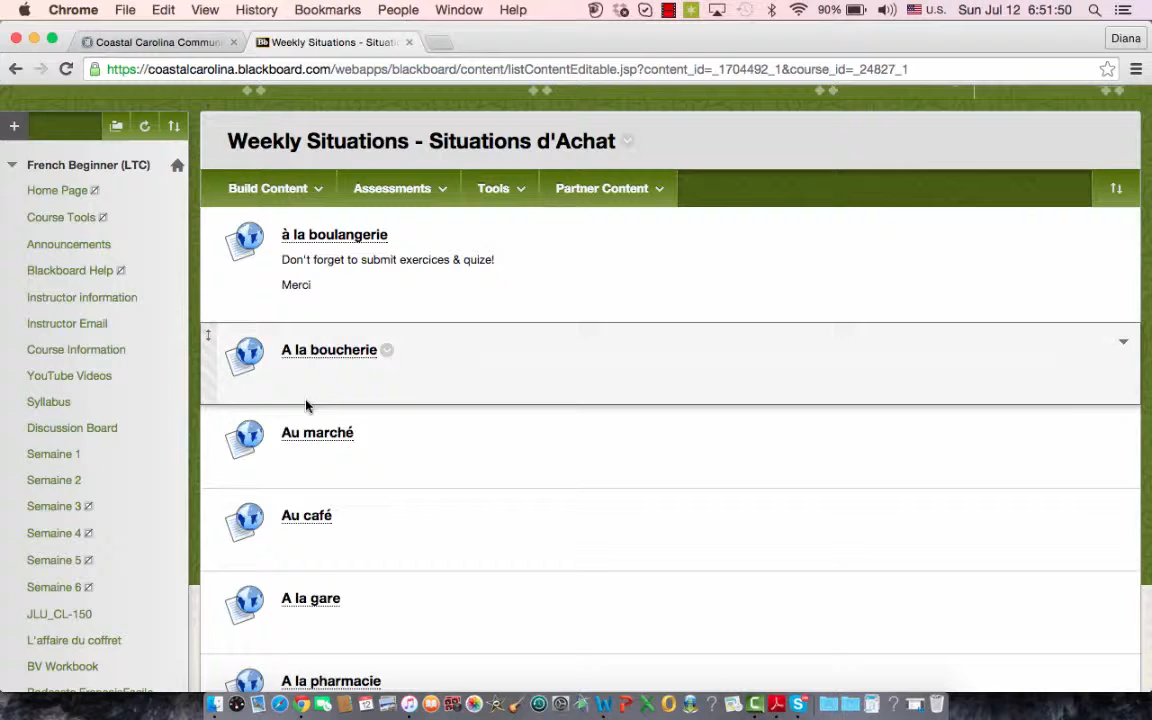 Chrome File Edit View History Bookmarks People Window Help 90% U.S. Sun Jul 12 6:51:50
Coastal Carolina Commun
Weekly Situations - Situati
Diana
https://coastalcarolina.blackboard.com/webapps/blackboard/content/listContentEditable.jsp?content_id=_1704492_1&course_id=_24827_1
Weekly Situations - Situations d'Achat
Build Content Assessments Tools Partner Content
French Beginner (LTC)
Home Page
Course Tools
Announcements
Blackboard Help
Instructor information
Instructor Email
Course Information
YouTube Videos
Syllabus
Discussion Board
Semaine 1
Semaine 2
Semaine 3
Semaine 4
Semaine 5
Semaine 6
JLU_CL-150
L'affaire du coffret
BV Workbook
à la boulangerie
Don't forget to submit exercices & quize!
Merci
A la boucherie
Au marché
Au café
A la gare
A la pharmacie